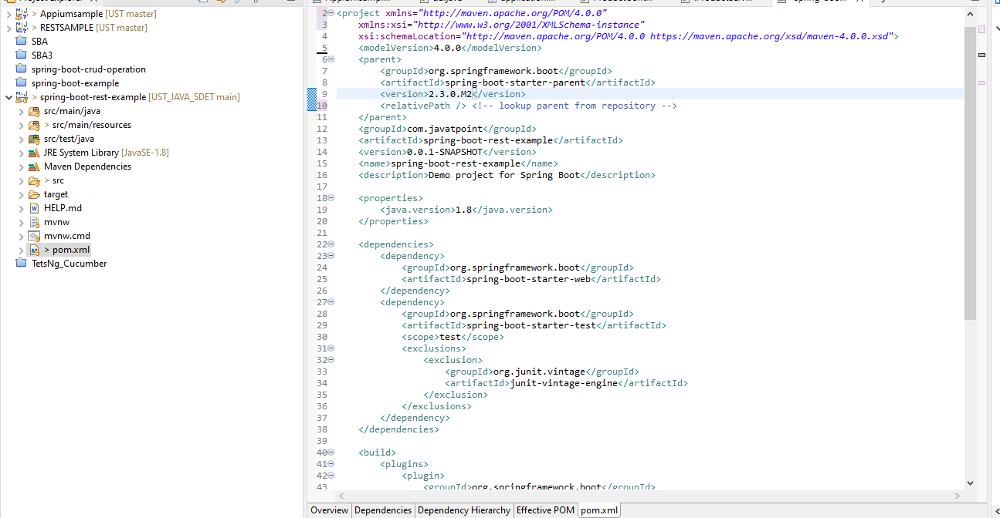 Appiumsample [UST master]
> RESTSAMPLE [UST master]
SBA
SBA3
spring-boot-crud-operation
spring-boot-example
> spring-boot-rest-example [UST_JAVA_SDET main]
src/main/java
> src/main/resources
src/test/java
JRE System Library [JavaSE-1.8]
Maven Dependencies
> src
target
HELP.md
mvnw
mvnw.cmd
> pom.xml
TetsNg_Cucumber
2 <project xmlns="http://maven.apache.org/POM/4.0.0"
3 xmlns:xsi="http://www.w3.org/2001/XMLSchema-instance"
4 xsi:schemaLocation="http://maven.apache.org/POM/4.0.0 https://maven.apache.org/xsd/maven-4.0.0.xsd">
5 <modelVersion>4.0.0</modelVersion>
6 <parent>
7 <groupId>org.springframework.boot</groupId>
8 <artifactId>spring-boot-starter-parent</artifactId>
9 <version>2.3.0.M2</version>
10 <relativePath /> <!-- lookup parent from repository -->
11 </parent>
12 <groupId>com.javatpoint</groupId>
13 <artifactId>spring-boot-rest-example</artifactId>
14 <version>0.0.1-SNAPSHOT</version>
15 <name>spring-boot-rest-example</name>
16 <description>Demo project for Spring Boot</description>
17
18 <properties>
19 <java.version>1.8</java.version>
20 </properties>
21
22 <dependencies>
23 <dependency>
24 <groupId>org.springframework.boot</groupId>
25 <artifactId>spring-boot-starter-web</artifactId>
26 </dependency>
27 <dependency>
28 <groupId>org.springframework.boot</groupId>
29 <artifactId>spring-boot-starter-test</artifactId>
30 <scope>test</scope>
31 <exclusions>
32 <exclusion>
33 <groupId>org.junit.vintage</groupId>
34 <artifactId>junit-vintage-engine</artifactId>
35 </exclusion>
36 </exclusions>
37 </dependency>
38 </dependencies>
39
40 <build>
41 <plugins>
42 <plugin>
43 <groupId>org.springframework.boot</groupId>
Overview Dependencies Dependency Hierarchy Effective POM pom.xml